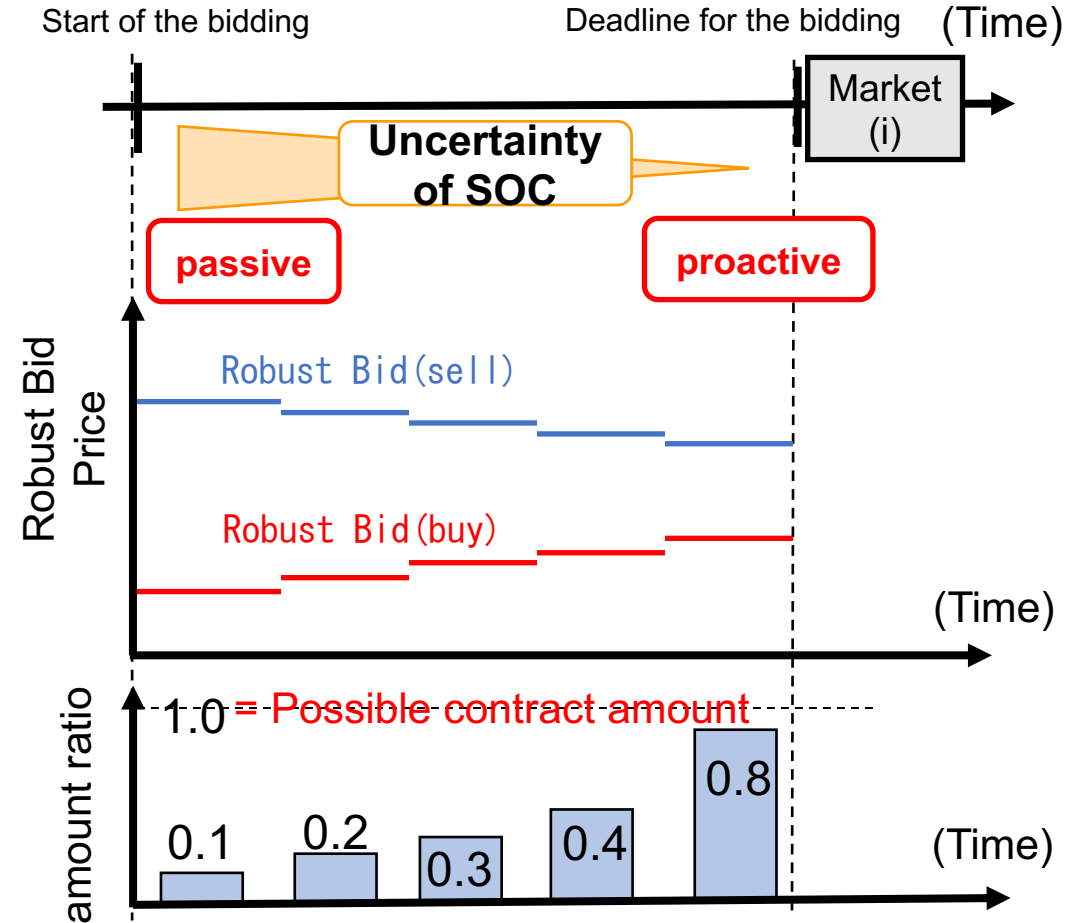 Start of the bidding
Deadline for the bidding
(Time)
Market
(i)
Uncertainty
of SOC
passive
proactive
Robust Bid
Price
Robust Bid(sell)
Robust Bid(buy)
(Time)
amount ratio
1.0 = Possible contract amount
0.1
0.2
0.3
0.4
0.8
(Time)